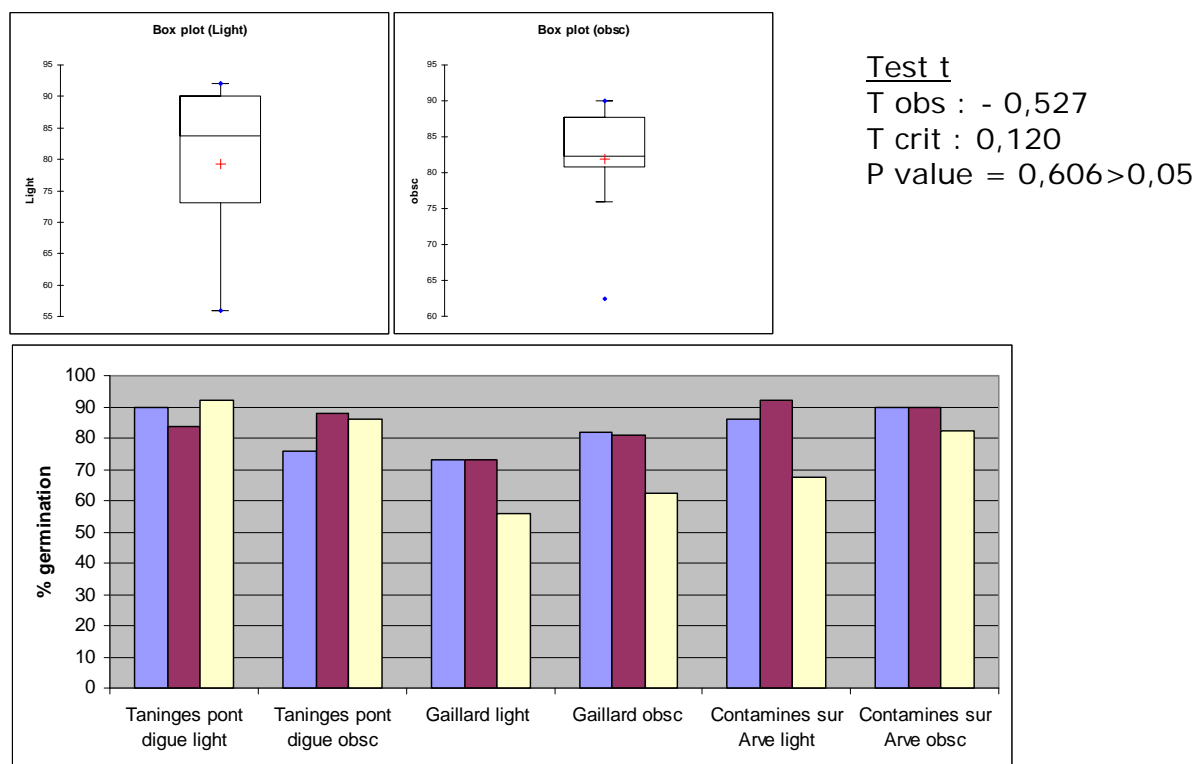 Box plot (Light)
95
90
85
80
75
70
65
60
55
Light
Box plot (obsc)
95
90
85
80
75
70
65
60
obsc
Test t
T obs : - 0,527
T crit : 0,120
P value = 0,606>0,05
100
90
80
70
60
50
40
30
20
10
0
% germination
Taninges pont
digue light
Taninges pont
digue obsc
Gaillard light
Gaillard obsc
Contamines sur
Arve light
Contamines sur
Arve obsc